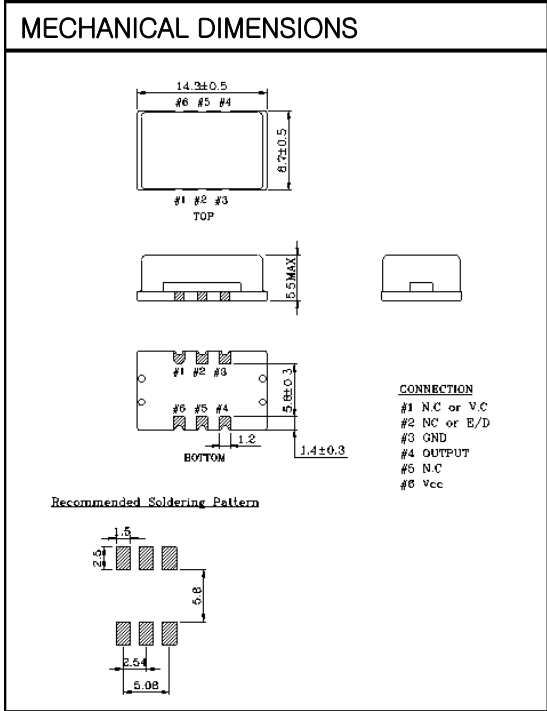 MECHANICAL DIMENSIONS
14.3±0.5
#6 #5 #4
8.7±0.5
#1 #2 #3
TOP
5.5MAX
#1 #2 #3
5.8±0.3
#6 #5 #4
1.2
1.4±0.3
BOTTOM
CONNECTION
#1 N.C or V.C
#2 NC or E/D
#3 GND
#4 OUTPUT
#5 N.C
#6 Vcc
Recommended Soldering Pattern
1.5
2.5
5.8
2.54
5.08